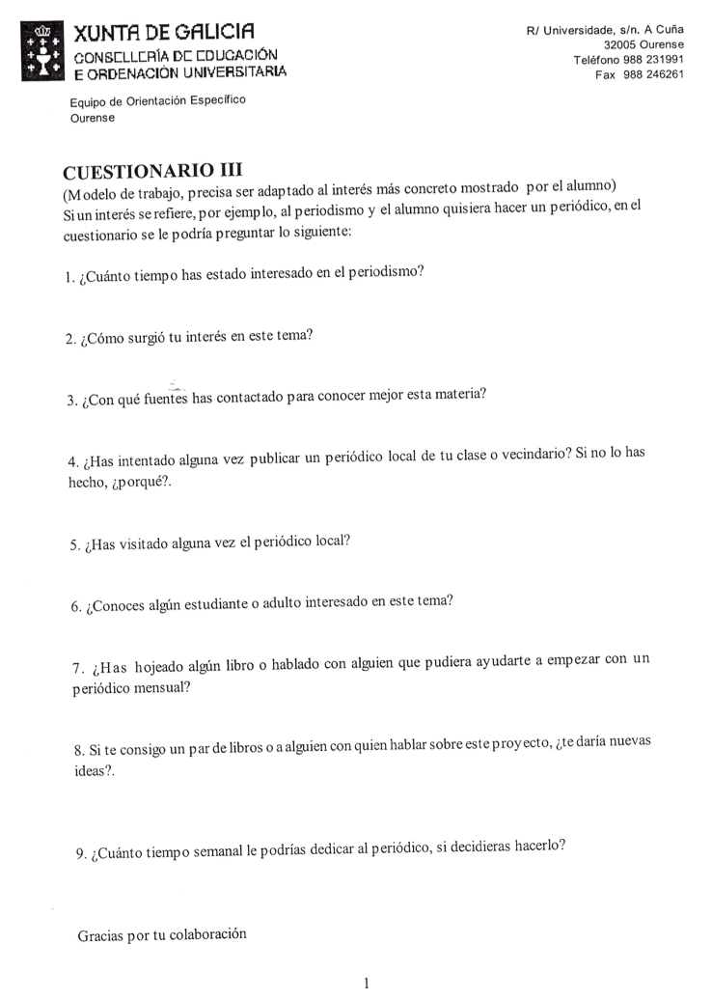 XUNTA DE GALICIA
CONSELLERÍA DE EDUCACIÓN
E ORDENACIÓN UNIVERSITARIA
Equipo de Orientación Específico
Ourense
R/ Universidade, s/n. A Cuña
32005 Ourense
Teléfono 988 231991
Fax 988 246261
CUESTIONARIO III
(Modelo de trabajo, precisa ser adaptado al interés más concreto mostrado por el alumno)
Si un interés se refiere, por ejemplo, al periodismo y el alumno quisiera hacer un periódico, en el
cuestionario se le podría preguntar lo siguiente:
1. ¿Cuánto tiempo has estado interesado en el periodismo?
2. ¿Cómo surgió tu interés en este tema?
3. ¿Con qué fuentes has contactado para conocer mejor esta materia?
4. ¿Has intentado alguna vez publicar un periódico local de tu clase o vecindario? Si no lo has
hecho, ¿porqué?.
5. ¿Has visitado alguna vez el periódico local?
6. ¿Conoces algún estudiante o adulto interesado en este tema?
7. ¿Has hojeado algún libro o hablado con alguien que pudiera ayudarte a empezar con un
periódico mensual?
8. Si te consigo un par de libros o a alguien con quien hablar sobre este proyecto, ¿te daría nuevas
ideas?.
9. ¿Cuánto tiempo semanal le podrías dedicar al periódico, si decidieras hacerlo?
Gracias por tu colaboración
1